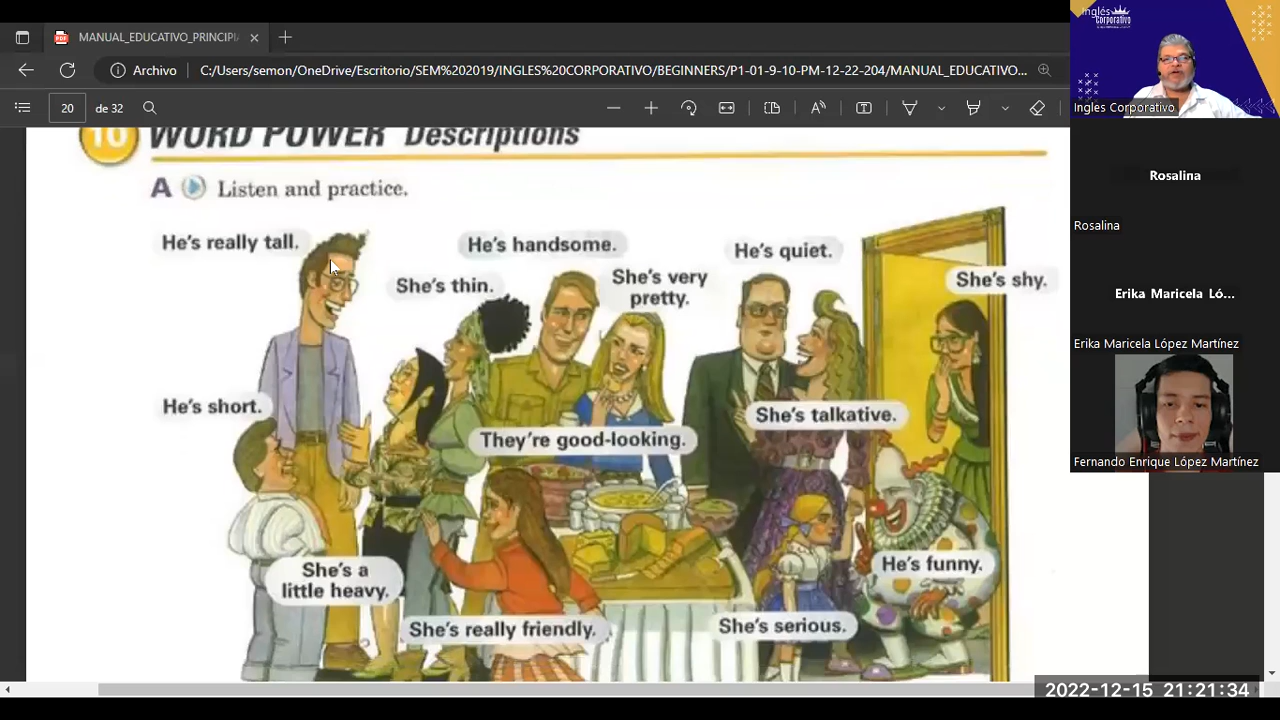 MANUAL_EDUCATIVO_PRINCIPI
Archivo
C:/Users/semon/OneDrive/Escritorio/SEM%202%29/INGLES%20CORPORATIVO/BEGINNERS/P1-01-9-10-PM-12-22-204/MANUAL_EDUCATIVO...
20 de 32
10 WORD POWER Descriptions
A Listen and practice.
He's really tall.
He's handsome.
He's quiet.
She's thin.
She's very
pretty.
She's shy.
He's short.
They're good-looking.
She's talkative.
She's a
little heavy.
He's funny.
She's really friendly.
She's serious.
Inglés
Corporativo
Ingles Corporativo
Rosalina
Rosalina
Erika Maricela Ló...
Erika Maricela López Martínez
Fernando Enrique López Martínez
2022-12-15 21:21:34